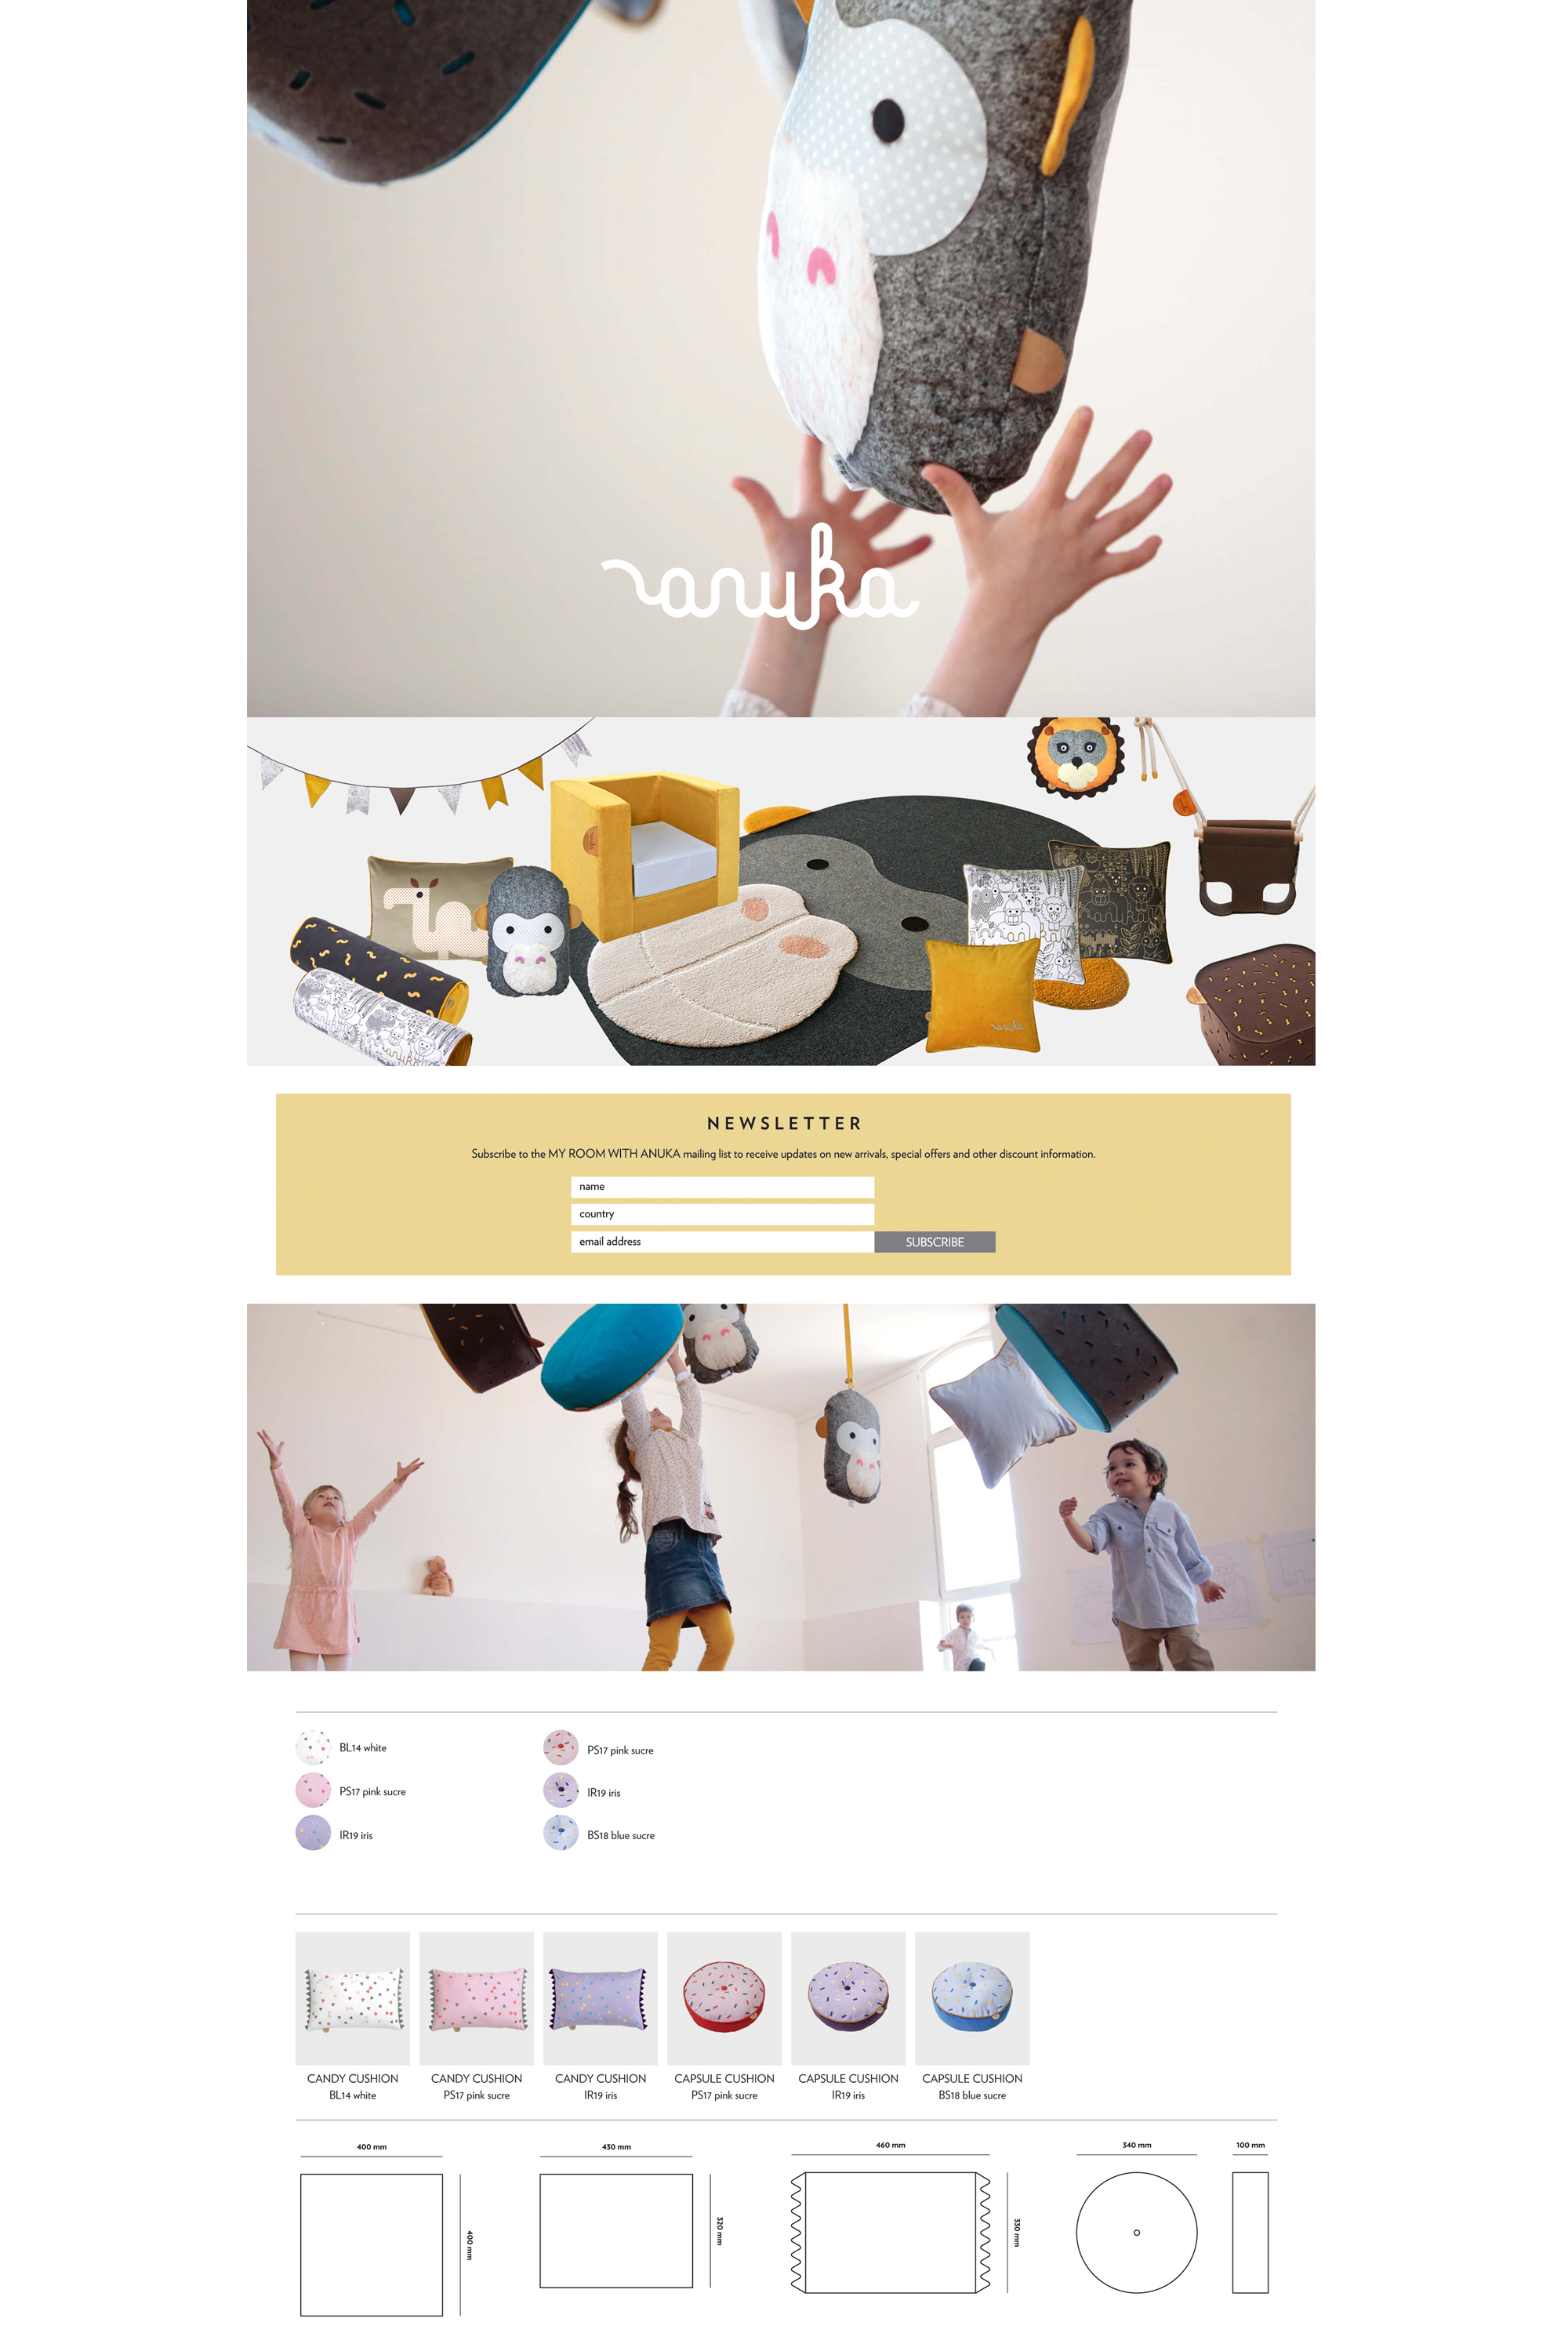 anuka
anuka
NEWSLETTER
Subscribe to the MY ROOM WITH ANUKA mailing list to receive updates on new arrivals, special offers and other discount information.
name
country
email address
SUBSCRIBE
BL14 white
PS17 pink sucre
IR19 iris
PS17 pink sucre
IR19 iris
BS18 blue sucre
CANDY CUSHION
BL14 white
CANDY CUSHION
PS17 pink sucre
CANDY CUSHION
IR19 iris
CAPSULE CUSHION
PS17 pink sucre
CAPSULE CUSHION
IR19 iris
CAPSULE CUSHION
BS18 blue sucre
400 mm
400 mm
430 mm
320 mm
460 mm
330 mm
340 mm
100 mm